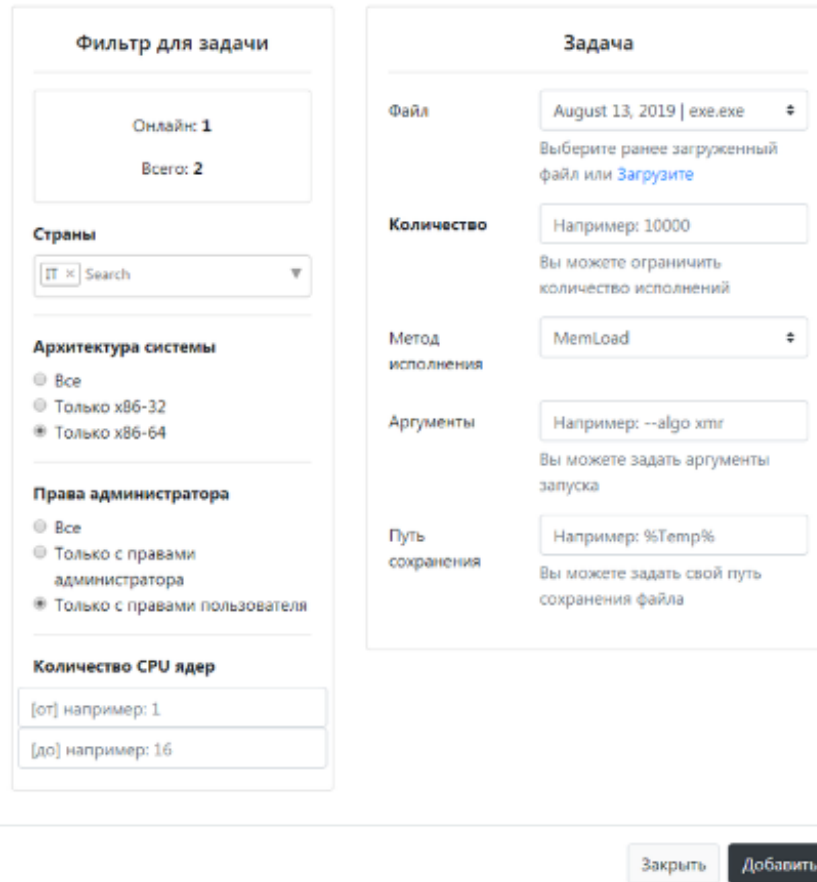 Фильтр для задачи
Онлайн: 1
Всего: 2
Страны
IT × Search
Архитектура системы
Все
Только x86-32
Только x86-64
Права администратора
Все
Только с правами
администратора
Только с правами пользователя
Количество CPU ядер
[от] например: 1
[до] например: 16
Задача
Файл
August 13, 2019 | exe.exe
Выберите ранее загруженный
файл или Загрузите
Количество
Например: 10000
Вы можете ограничить
количество исполнений
Метод
исполнения
MemLoad
Аргументы
Например: --algo xmr
Вы можете задать аргументы
запуска
Путь
сохранения
Например: %Temp%
Вы можете задать свой путь
сохранения файла
Закрыть
Добавить